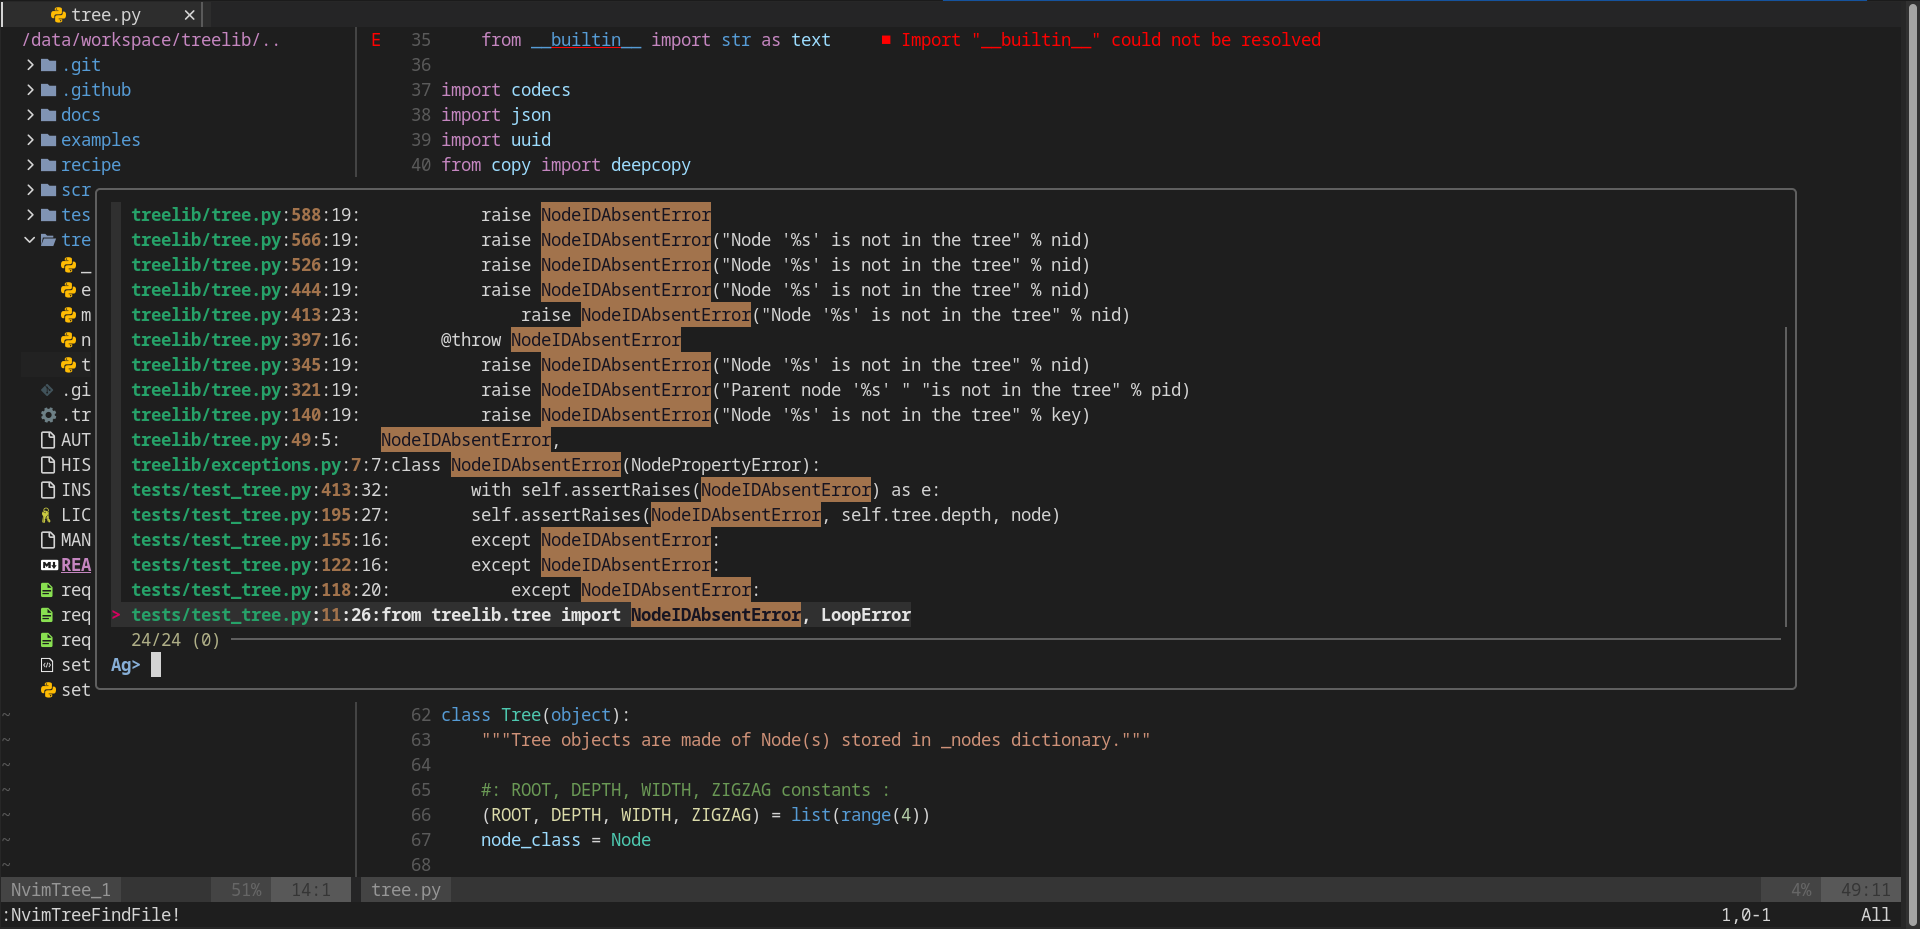 tree.py ×
/data/workspace/treelib/..
.git
.github
docs
examples
recipe
scr
tes
tre
_
e
m
n
t
.gi
.tr
AUT
HIS
INS
LIC
MAN
REA
req
req
req
set
set
E 35 from __builtin__ import str as text ■ Import "__builtin__" could not be resolved
36
37 import codecs
38 import json
39 import uuid
40 from copy import deepcopy
treelib/tree.py:588:19: raise NodeIDAbsentError
treelib/tree.py:566:19: raise NodeIDAbsentError("Node '%s' is not in the tree" % nid)
treelib/tree.py:526:19: raise NodeIDAbsentError("Node '%s' is not in the tree" % nid)
treelib/tree.py:444:19: raise NodeIDAbsentError("Node '%s' is not in the tree" % nid)
treelib/tree.py:413:23: raise NodeIDAbsentError("Node '%s' is not in the tree" % nid)
treelib/tree.py:397:16: @throw NodeIDAbsentError
treelib/tree.py:345:19: raise NodeIDAbsentError("Node '%s' is not in the tree" % nid)
treelib/tree.py:321:19: raise NodeIDAbsentError("Parent node '%s' " "is not in the tree" % pid)
treelib/tree.py:140:19: raise NodeIDAbsentError("Node '%s' is not in the tree" % key)
treelib/tree.py:49:5: NodeIDAbsentError,
treelib/exceptions.py:7:7:class NodeIDAbsentError(NodePropertyError):
tests/test_tree.py:413:32: with self.assertRaises(NodeIDAbsentError) as e:
tests/test_tree.py:195:27: self.assertRaises(NodeIDAbsentError, self.tree.depth, node)
tests/test_tree.py:155:16: except NodeIDAbsentError:
tests/test_tree.py:122:16: except NodeIDAbsentError:
tests/test_tree.py:118:20: except NodeIDAbsentError:
> tests/test_tree.py:11:26:from treelib.tree import NodeIDAbsentError, LoopError
24/24 (0)
Ag>
62 class Tree(object):
63 """Tree objects are made of Node(s) stored in _nodes dictionary."""
64
65 #: ROOT, DEPTH, WIDTH, ZIGZAG constants :
66 (ROOT, DEPTH, WIDTH, ZIGZAG) = list(range(4))
67 node_class = Node
68
~
~
~
~
~
~
~
NvimTree_1 51% 14:1 tree.py 4% 49:11
:NvimTreeFindFile! 1,0-1 All